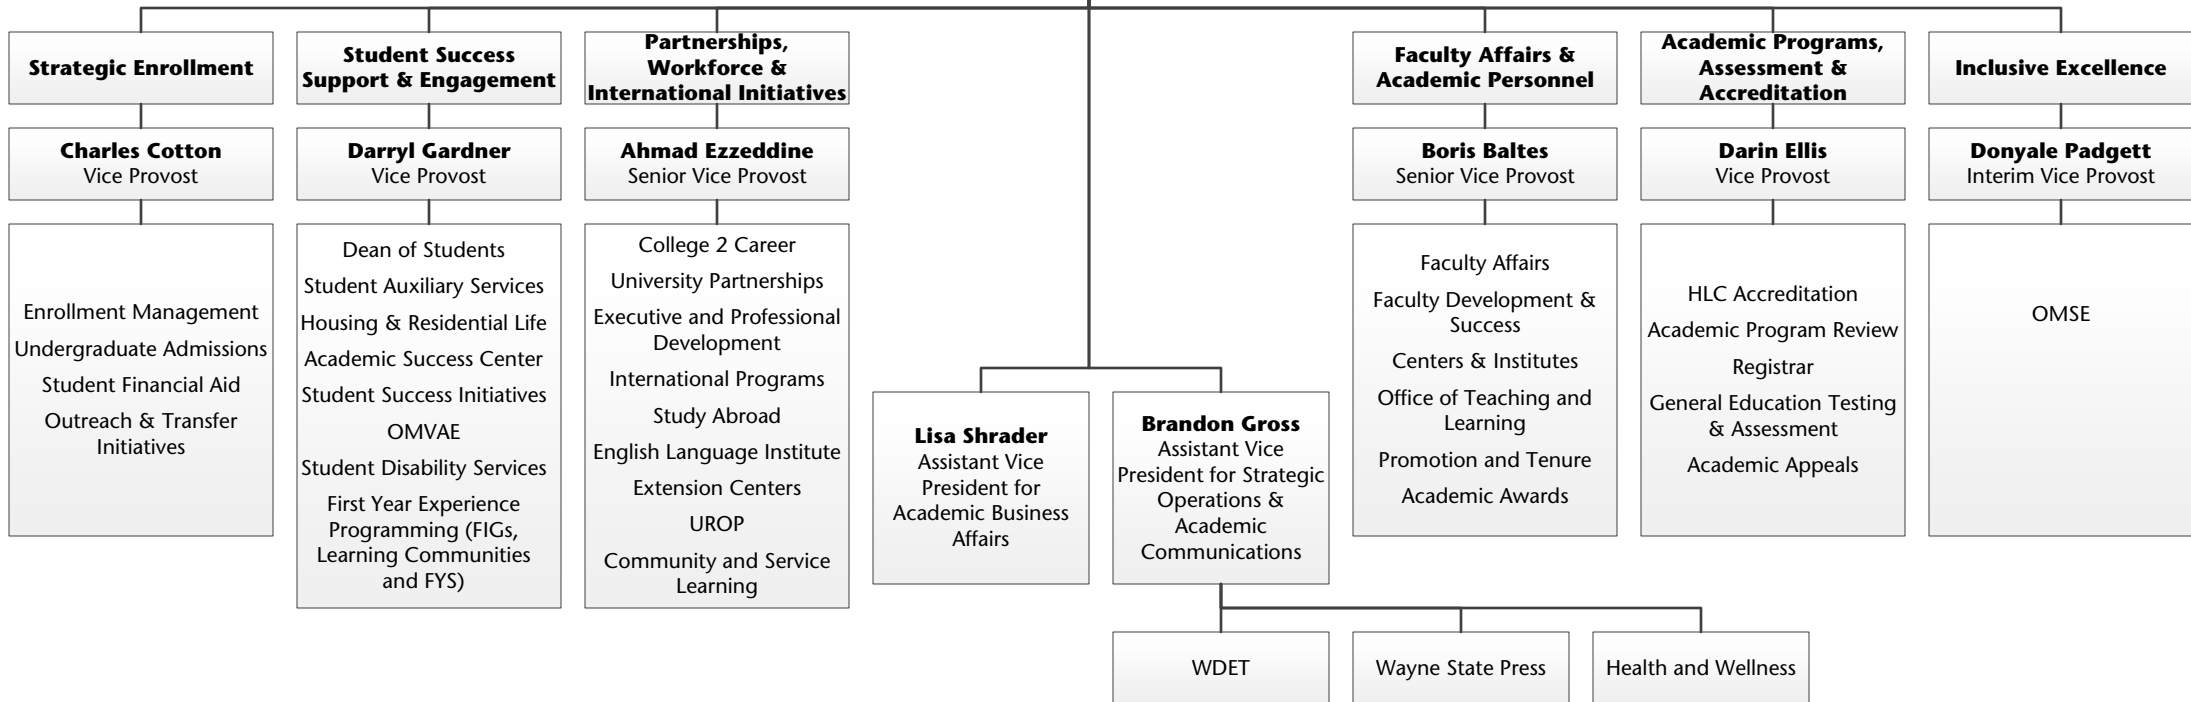 Strategic Enrollment
Charles Cotton
Vice Provost
Enrollment Management
Undergraduate Admissions
Student Financial Aid
Outreach & Transfer
Initiatives
Student Success
Support & Engagement
Darryl Gardner
Vice Provost
Dean of Students
Student Auxiliary Services
Housing & Residential Life
Academic Success Center
Student Success Initiatives
OMVAE
Student Disability Services
First Year Experience
Programming (FIGs,
Learning Communities
and FYS)
Partnerships,
Workforce &
International Initiatives
Ahmad Ezzeddine
Senior Vice Provost
College 2 Career
University Partnerships
Executive and Professional
Development
International Programs
Study Abroad
English Language Institute
Extension Centers
UROP
Community and Service
Learning
Lisa Shrader
Assistant Vice
President for
Academic Business
Affairs
Brandon Gross
Assistant Vice
President for Strategic
Operations &
Academic
Communications
WDET
Wayne State Press
Health and Wellness
Faculty Affairs &
Academic Personnel
Boris Baltes
Senior Vice Provost
Faculty Affairs
Faculty Development &
Success
Centers & Institutes
Office of Teaching and
Learning
Promotion and Tenure
Academic Awards
Academic Programs,
Assessment &
Accreditation
Darin Ellis
Vice Provost
HLC Accreditation
Academic Program Review
Registrar
General Education Testing
& Assessment
Academic Appeals
Inclusive Excellence
Donyale Padgett
Interim Vice Provost
OMSE